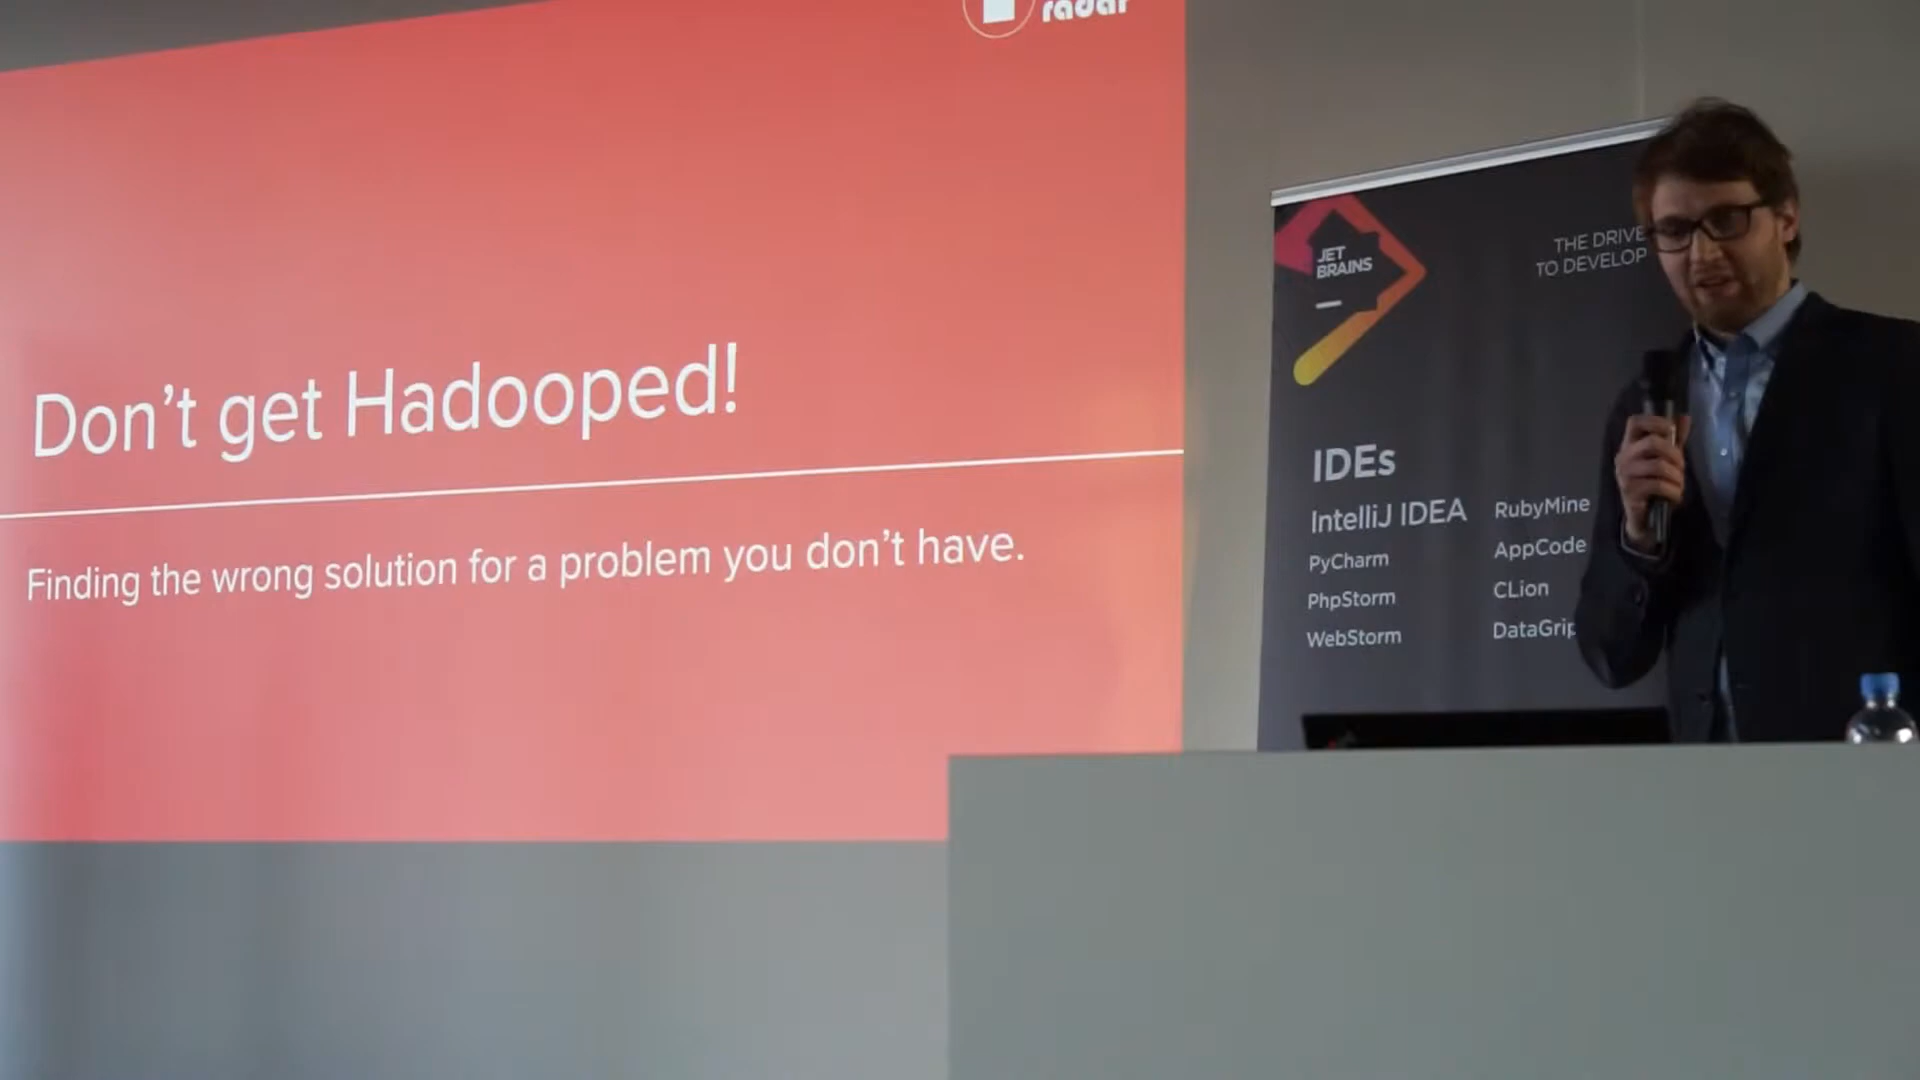 radar
Don't get Hadooped!
Finding the wrong solution for a problem you don't have.
JET
BRAINS
THE DRIVE
TO DEVELOP
IDEs
IntelliJ IDEA
PyCharm
PhpStorm
WebStorm
RubyMine
AppCode
CLion
DataGrip